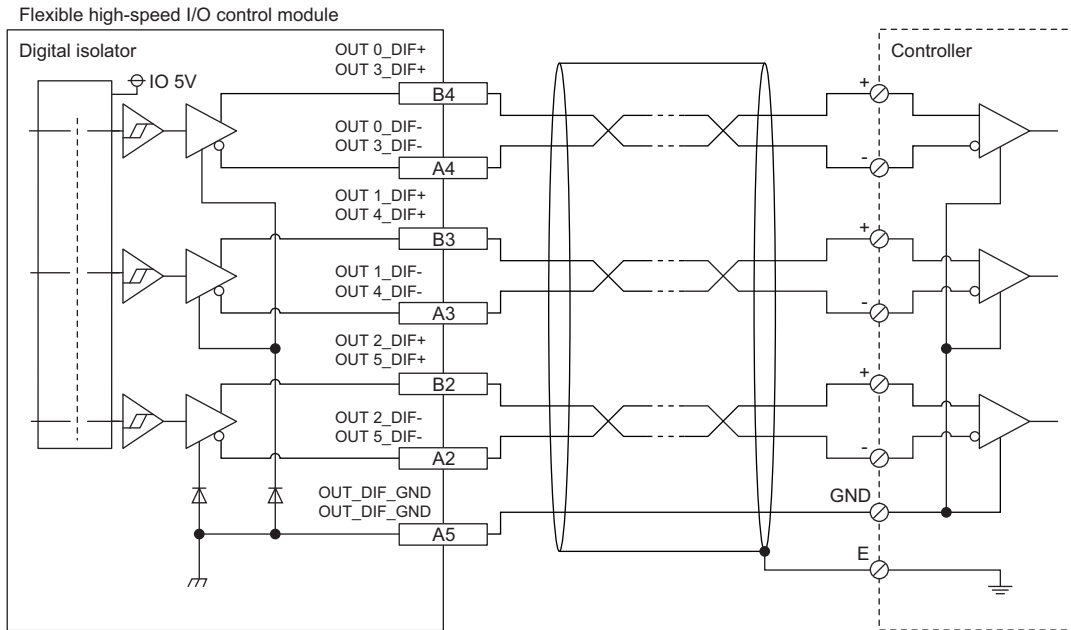 Flexible high-speed I/O control module
Digital isolator
IO 5V
OUT 0_DIF+
OUT 3_DIF+
B4
OUT 0_DIF-
OUT 3_DIF-
A4
OUT 1_DIF+
OUT 4_DIF+
B3
OUT 1_DIF-
OUT 4_DIF-
A3
OUT 2_DIF+
OUT 5_DIF+
B2
OUT 2_DIF-
OUT 5_DIF-
A2
OUT_DIF_GND
OUT_DIF_GND
A5
Controller
+
-
+
-
+
-
GND
E